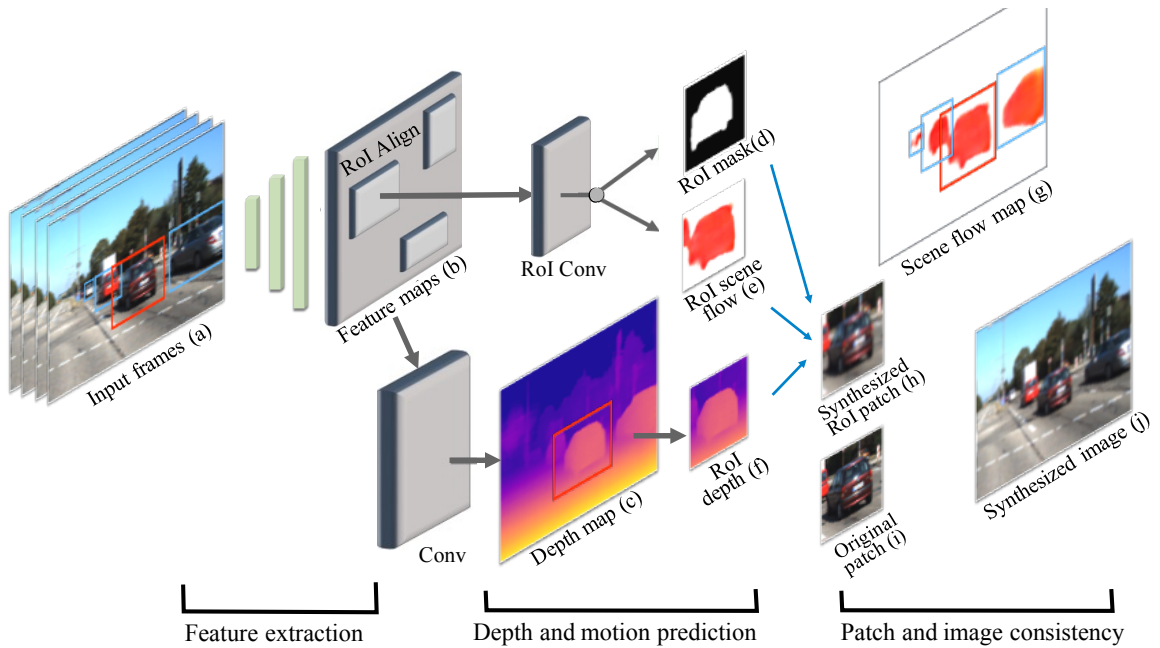 Input frames (a)
RoI Align
Feature maps (b)
RoI Conv
Conv
Depth map (c)
RoI mask(d)
RoI scene
flow (e)
RoI
depth (f)
Scene flow map (g)
Synthesized
RoI patch (h)
Original
patch (i)
Synthesized image (j)
Feature extraction
Depth and motion prediction
Patch and image consistency